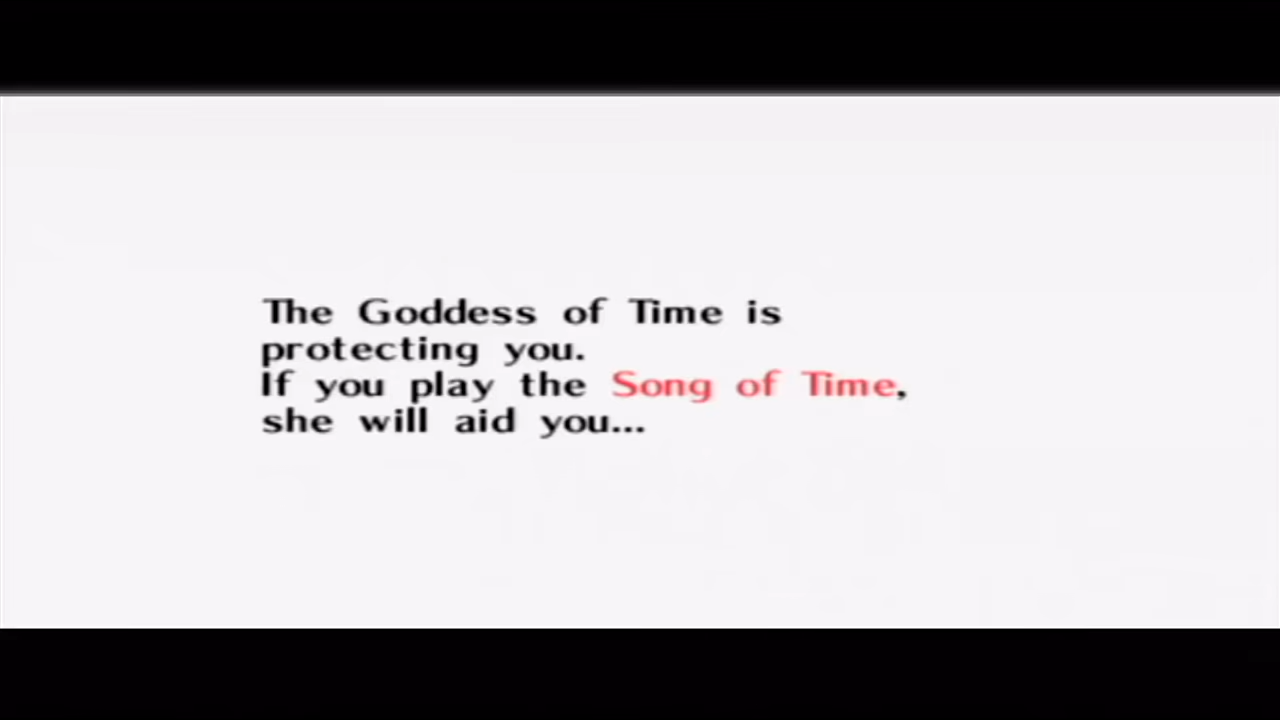 The Goddess of Time is
protecting you.
If you play the Song of Time,
she will aid you...